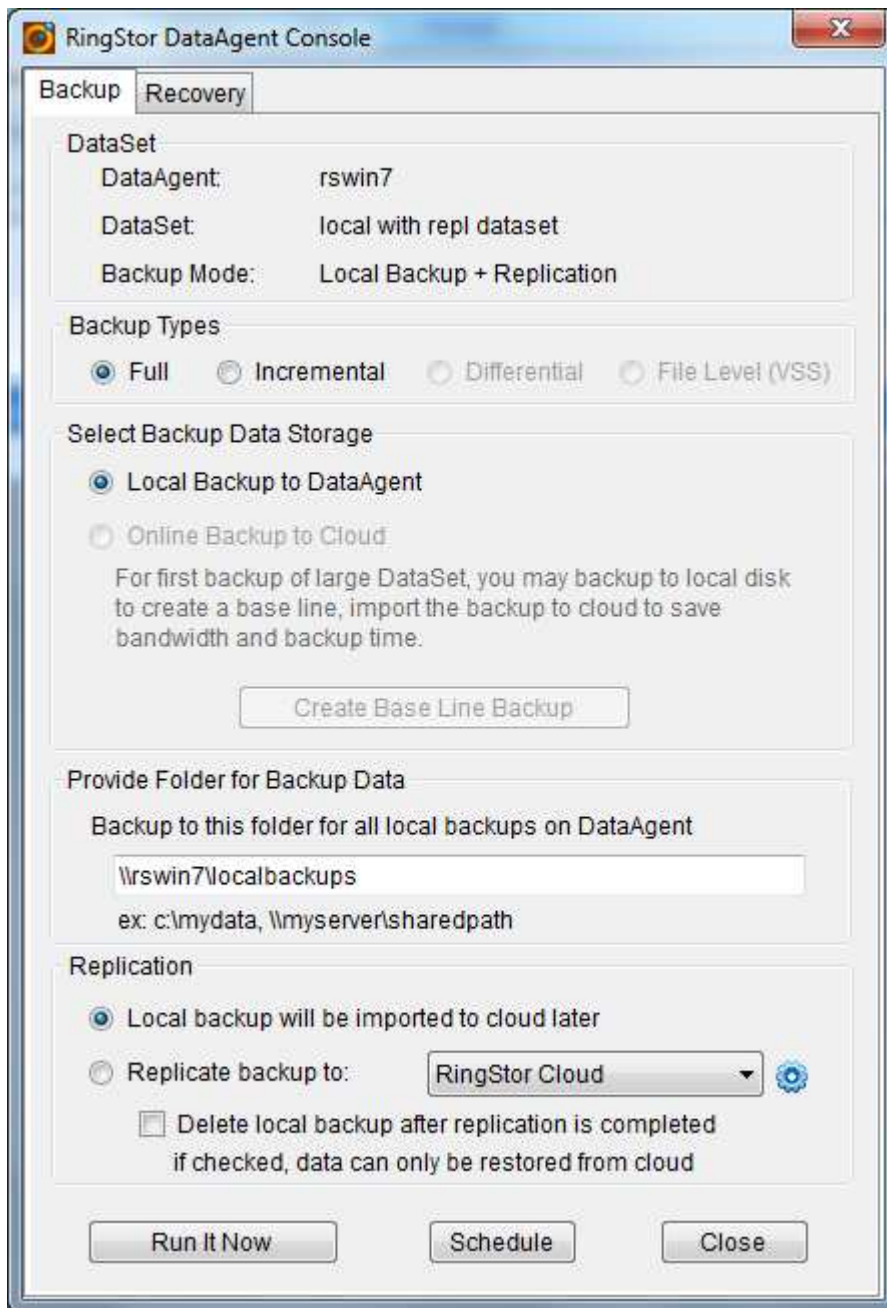 RingStor DataAgent Console
Backup Recovery
DataSet
DataAgent: rswin7
DataSet: local with repl dataset
Backup Mode: Local Backup + Replication
Backup Types
Full Incremental Differential File Level (VSS)
Select Backup Data Storage
Local Backup to DataAgent
Online Backup to Cloud
For first backup of large DataSet, you may backup to local disk
to create a base line, import the backup to cloud to save
bandwidth and backup time.
Create Base Line Backup
Provide Folder for Backup Data
Backup to this folder for all local backups on DataAgent
\\rswin7\localbackups
ex: c:\mydata, \\myserver\sharedpath
Replication
Local backup will be imported to cloud later
Replicate backup to: RingStor Cloud
Delete local backup after replication is completed
if checked, data can only be restored from cloud
Run It Now Schedule Close